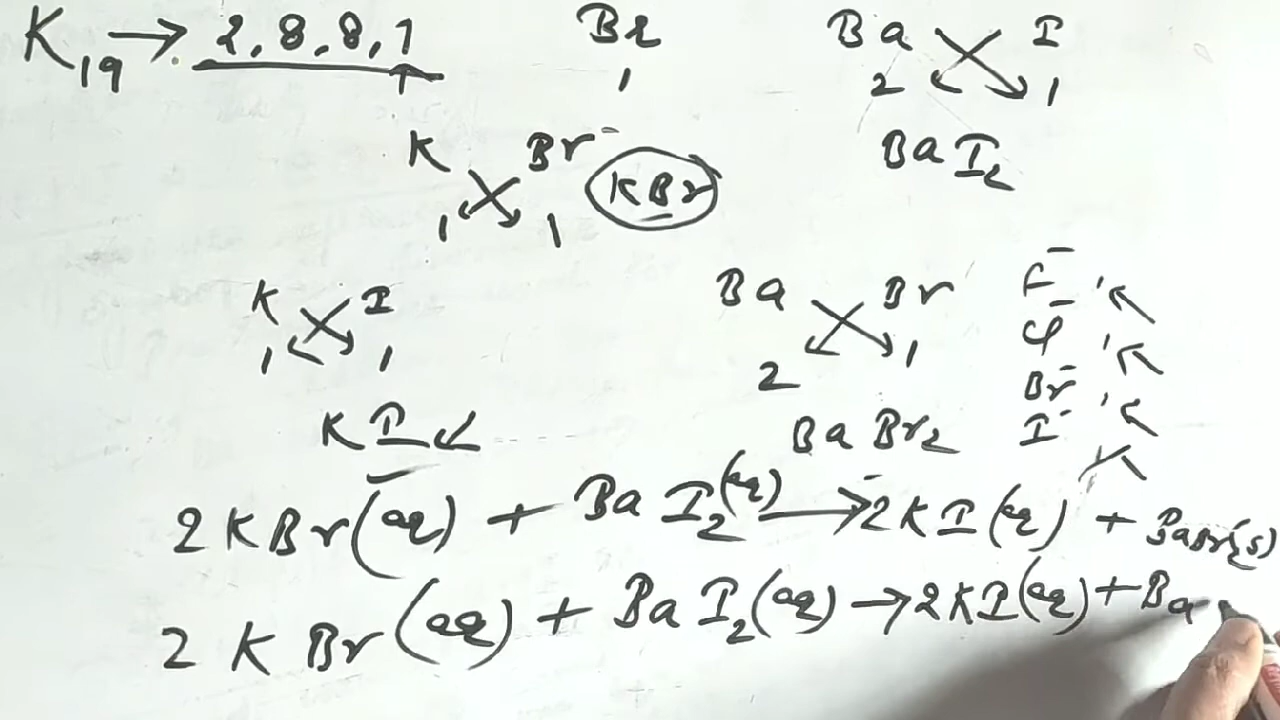 K₁₉ → 2, 8, 8, 1
Br
1
Ba I
2 1
BaI₂
K Br⁻
1 1
KBr
K I
1 1
KI
Ba Br
2 1
BaBr₂
F⁻
Cl⁻
Br⁻
I⁻
2KBr(aq) + BaI₂(aq) → 2KI(aq) + BaBr₂(s)
2KBr(aq) + BaI₂(aq) → 2KI(aq) + Ba